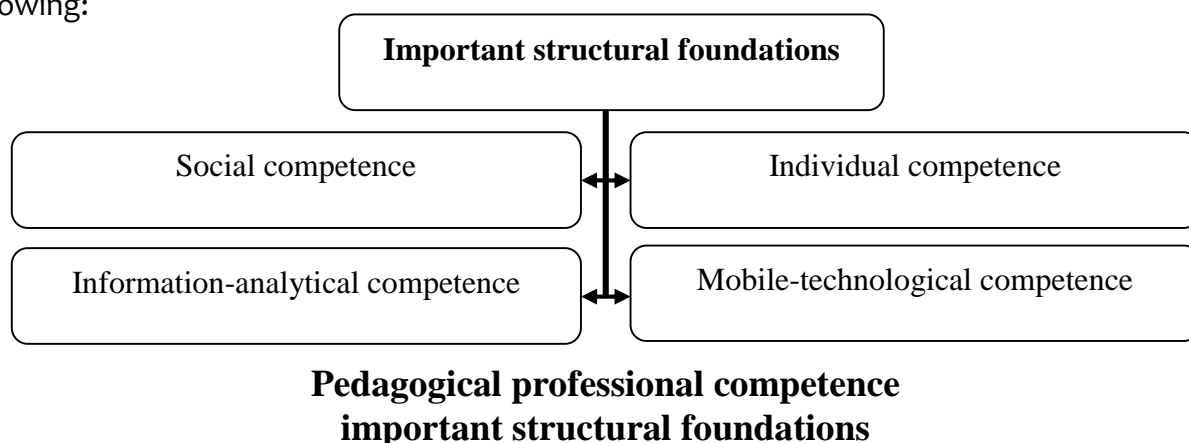 owing:
Important structural foundations
Social competence
Individual competence
Information-analytical competence
Mobile-technological competence
Pedagogical professional competence
important structural foundations